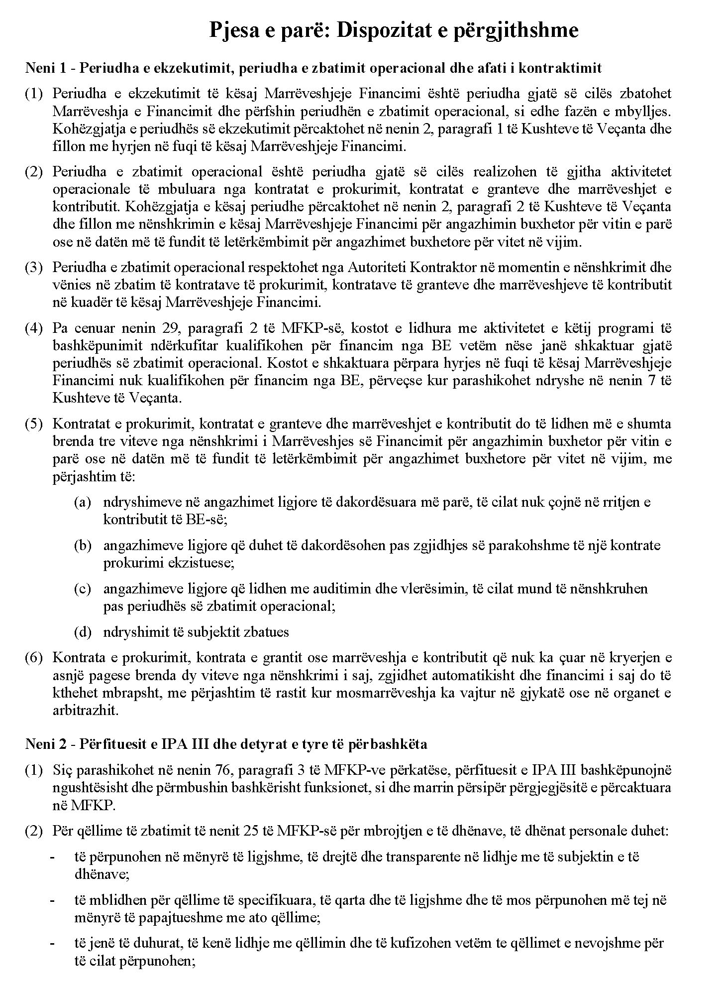 Pjesa e parë: Dispozitat e përgjithshme
Neni 1 - Periudha e ekzekutimit, periudha e zbatimit operacional dhe afati i kontraktimit
(1) Periudha e ekzekutimit të kësaj Marrëveshjeje Financimi është periudha gjatë së cilës zbatohet
Marrëveshja e Financimit dhe përfshin periudhën e zbatimit operacional, si edhe fazën e mbylljes.
Kohëzgjatja e periudhës së ekzekutimit përcaktohet në nenin 2, paragrafi 1 të Kushteve të Veçanta dhe
fillon me hyrjen në fuqi të kësaj Marrëveshjeje Financimi.
(2) Periudha e zbatimit operacional është periudha gjatë së cilës realizohen të gjitha aktivitetet
operacionale të mbuluara nga kontratat e prokurimit, kontratat e granteve dhe marrëveshjet e
kontributit. Kohëzgjatja e kësaj periudhe përcaktohet në nenin 2, paragrafi 2 të Kushteve të Veçanta
dhe fillon me nënshkrimin e kësaj Marrëveshjeje Financimi për angazhimin buxhetor për vitin e parë
ose në datën më të fundit të letërkëmbimit për angazhimet buxhetore për vitet në vijim.
(3) Periudha e zbatimit operacional respektohet nga Autoriteti Kontraktor në momentin e nënshkrimit dhe
vënies në zbatim të kontratave të prokurimit, kontratave të granteve dhe marrëveshjeve të kontributit
në kuadër të kësaj Marrëveshjeje Financimi.
(4) Pa cenuar nenin 29, paragrafi 2 të MFKP-së, kostot e lidhura me aktivitetet e këtij programi të
bashkëpunimit ndërkufitar kualifikohen për financim nga BE vetëm nëse janë shkaktuar gjatë
periudhës së zbatimit operacional. Kostot e shkaktuara përpara hyrjes në fuqi të kësaj Marrëveshjeje
Financimi nuk kualifikohen për financim nga BE, përveçse kur parashikohet ndryshe në nenin 7 të
Kushteve të Veçanta.
(5) Kontratat e prokurimit, kontratat e granteve dhe marrëveshjet e kontributit do të lidhen më e shumta
brenda tre viteve nga nënshkrimi i Marrëveshjes së Financimit për angazhimin buxhetor për vitin e
parë ose në datën më të fundit të letërkëmbimit për angazhimet buxhetore për vitet në vijim, me
përjashtim të:
(a) ndryshimeve në angazhimet ligjore të dakordësuara më parë, të cilat nuk çojnë në rritjen e
kontributit të BE-së;
(b) angazhimeve ligjore që duhet të dakordësohen pas zgjidhjes së parakohshme të një kontrate
prokurimi ekzistuese;
(c) angazhimeve ligjore që lidhen me auditimin dhe vlerësimin, të cilat mund të nënshkruhen
pas periudhës së zbatimit operacional;
(d) ndryshimit të subjektit zbatues
(6) Kontrata e prokurimit, kontrata e grantit ose marrëveshja e kontributit që nuk ka çuar në kryerjen e
asnjë pagese brenda dy viteve nga nënshkrimi i saj, zgjidhet automatikisht dhe financimi i saj do të
kthehet mbrapsht, me përjashtim të rastit kur mosmarrëveshja ka vajtur në gjykatë ose në organet e
arbitrazhit.
Neni 2 - Përfituesit e IPA III dhe detyrat e tyre të përbashkëta
(1) Siç parashikohet në nenin 76, paragrafi 3 të MFKP-ve përkatëse, përfituesit e IPA III bashkëpunojnë
ngushtësisht dhe përmbushin bashkërisht funksionet, si dhe marrin përsipër përgjegjësitë e përcaktuara
në MFKP.
(2) Për qëllime të zbatimit të nenit 25 të MFKP-së për mbrojtjen e të dhënave, të dhënat personale duhet:
- të përpunohen në mënyrë të ligjshme, të drejtë dhe transparente në lidhje me të subjektin e të
dhënave;
- të mblidhen për qëllime të specifikuara, të qarta dhe të ligjshme dhe të mos përpunohen më tej në
mënyrë të papajtueshme me ato qëllime;
- të jenë të duhurat, të kenë lidhje me qëllimin dhe të kufizohen vetëm te qëllimet e nevojshme për
të cilat përpunohen;